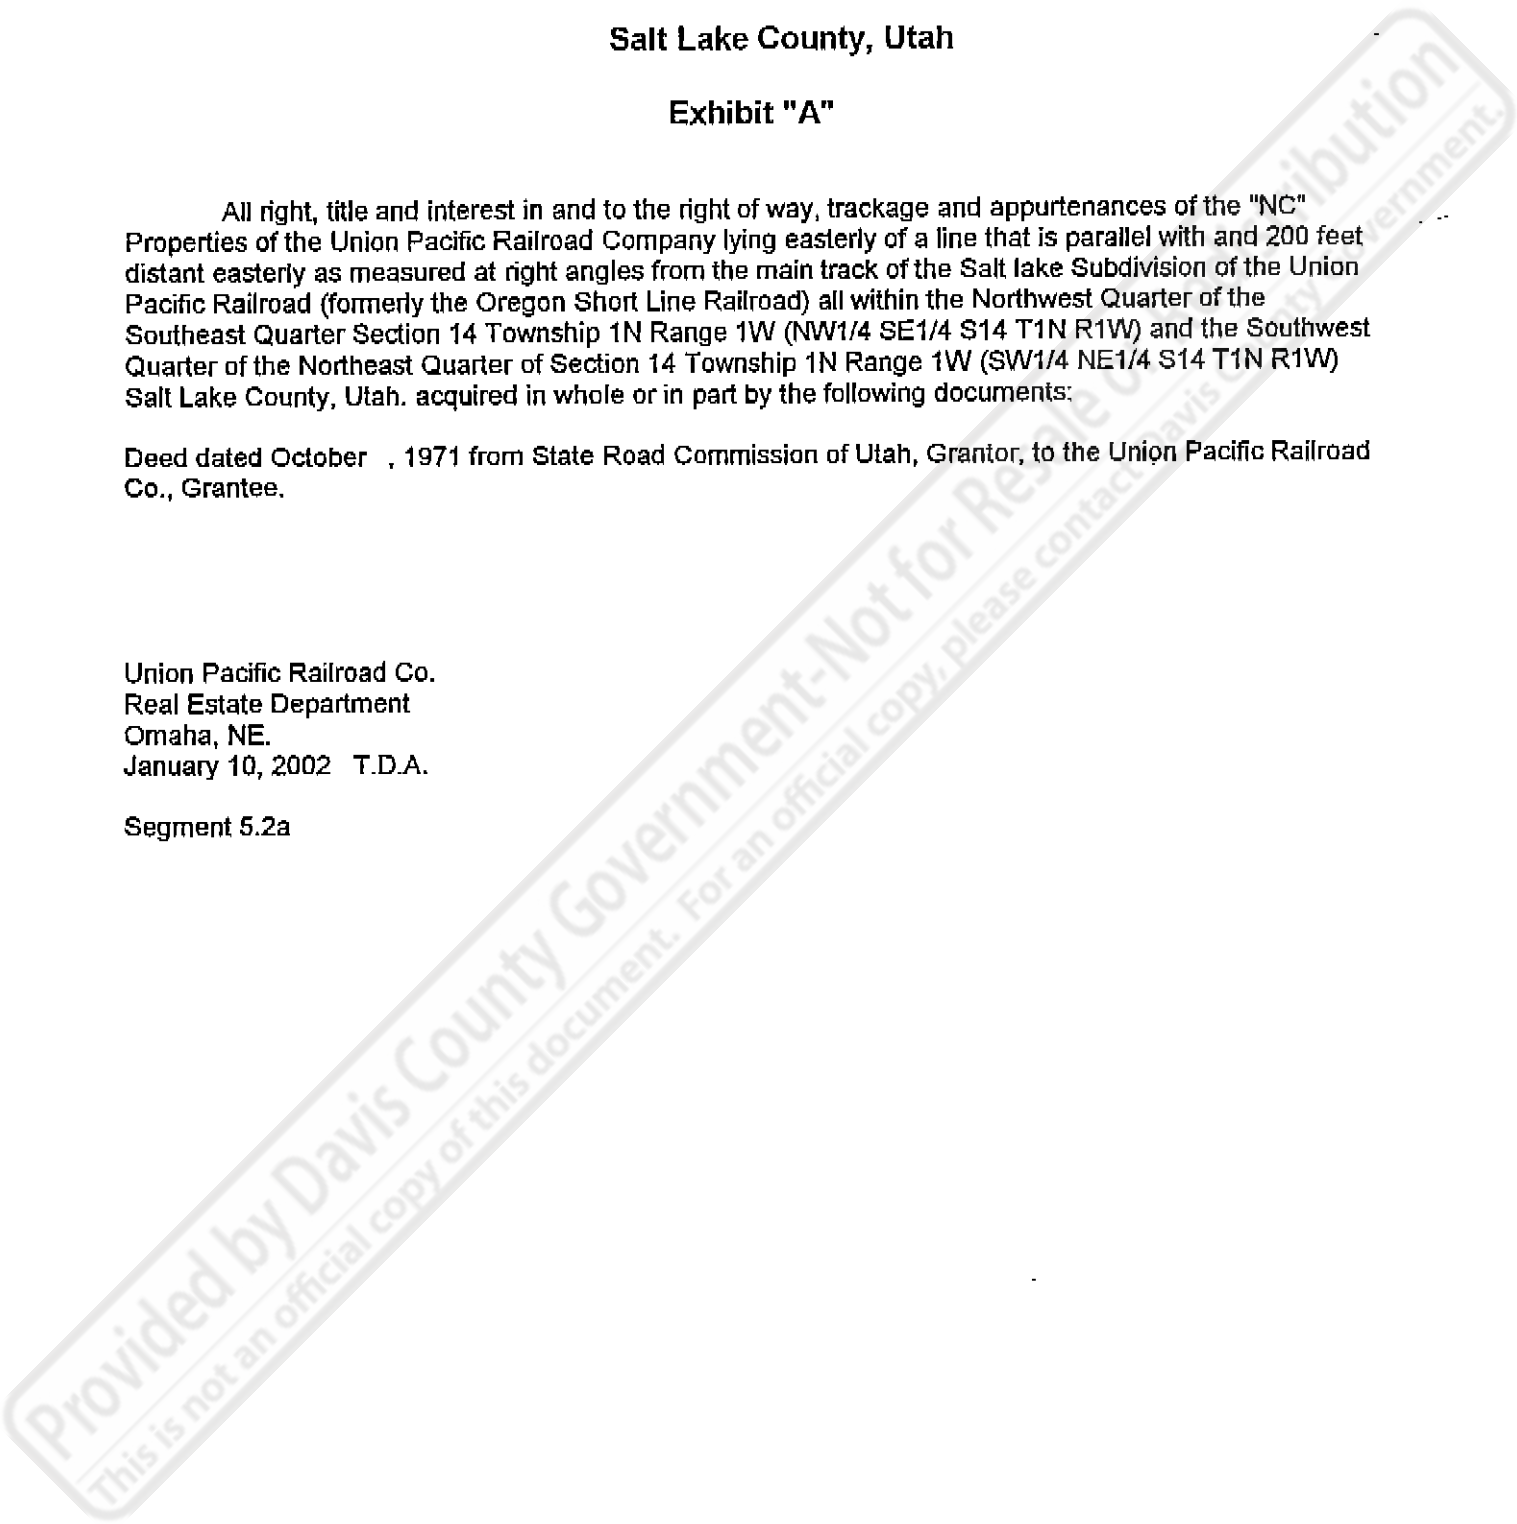 Salt Lake County, Utah
Exhibit "A"
All right, title and interest in and to the right of way, trackage and appurtenances of the "NC"
Properties of the Union Pacific Railroad Company lying easterly of a line that is parallel with and 200 feet
distant easterly as measured at right angles from the main track of the Salt lake Subdivision of the Union
Pacific Railroad (formerly the Oregon Short Line Railroad) all within the Northwest Quarter of the
Southeast Quarter Section 14 Township 1N Range 1W (NW1/4 SE1/4 S14 T1N R1W) and the Southwest
Quarter of the Northeast Quarter of Section 14 Township 1N Range 1W (SW1/4 NE1/4 S14 T1N R1W)
Salt Lake County, Utah. acquired in whole or in part by the following documents:
Deed dated October , 1971 from State Road Commission of Utah, Grantor, to the Union Pacific Railroad
Co., Grantee.
Union Pacific Railroad Co.
Real Estate Department
Omaha, NE.
January 10, 2002 T.D.A.
Segment 5.2a
Provided by Davis County Government-Not for Resale or Redistribution
This is not an official copy of this document. For an official copy, please contact Davis County Government.